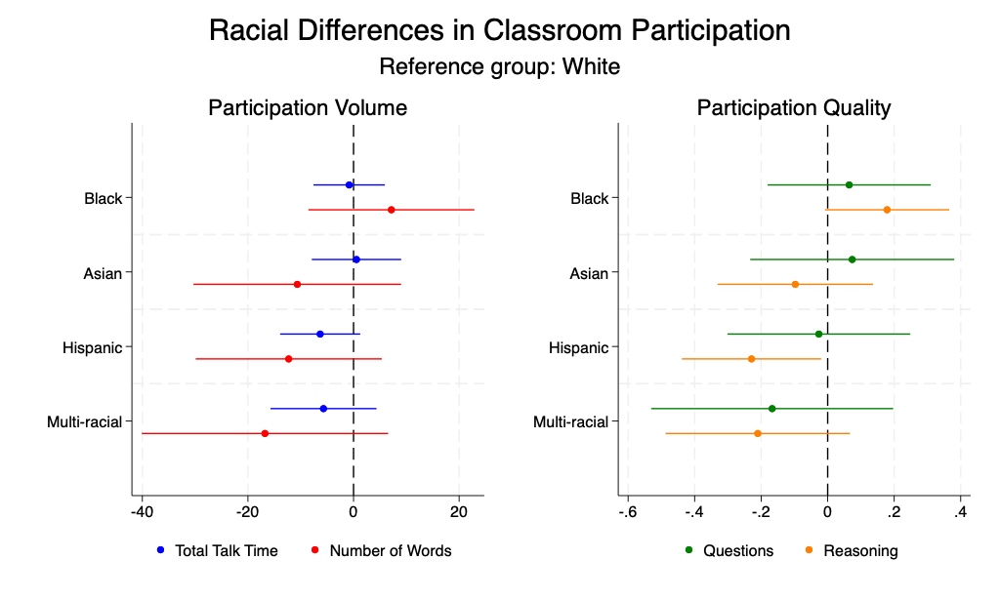 Racial Differences in Classroom Participation
Reference group: White
Participation Volume
Black
Asian
Hispanic
Multi-racial
-40 -20 0 20
Total Talk Time Number of Words
Participation Quality
Black
Asian
Hispanic
Multi-racial
-.6 -.4 -.2 0 .2 .4
Questions Reasoning